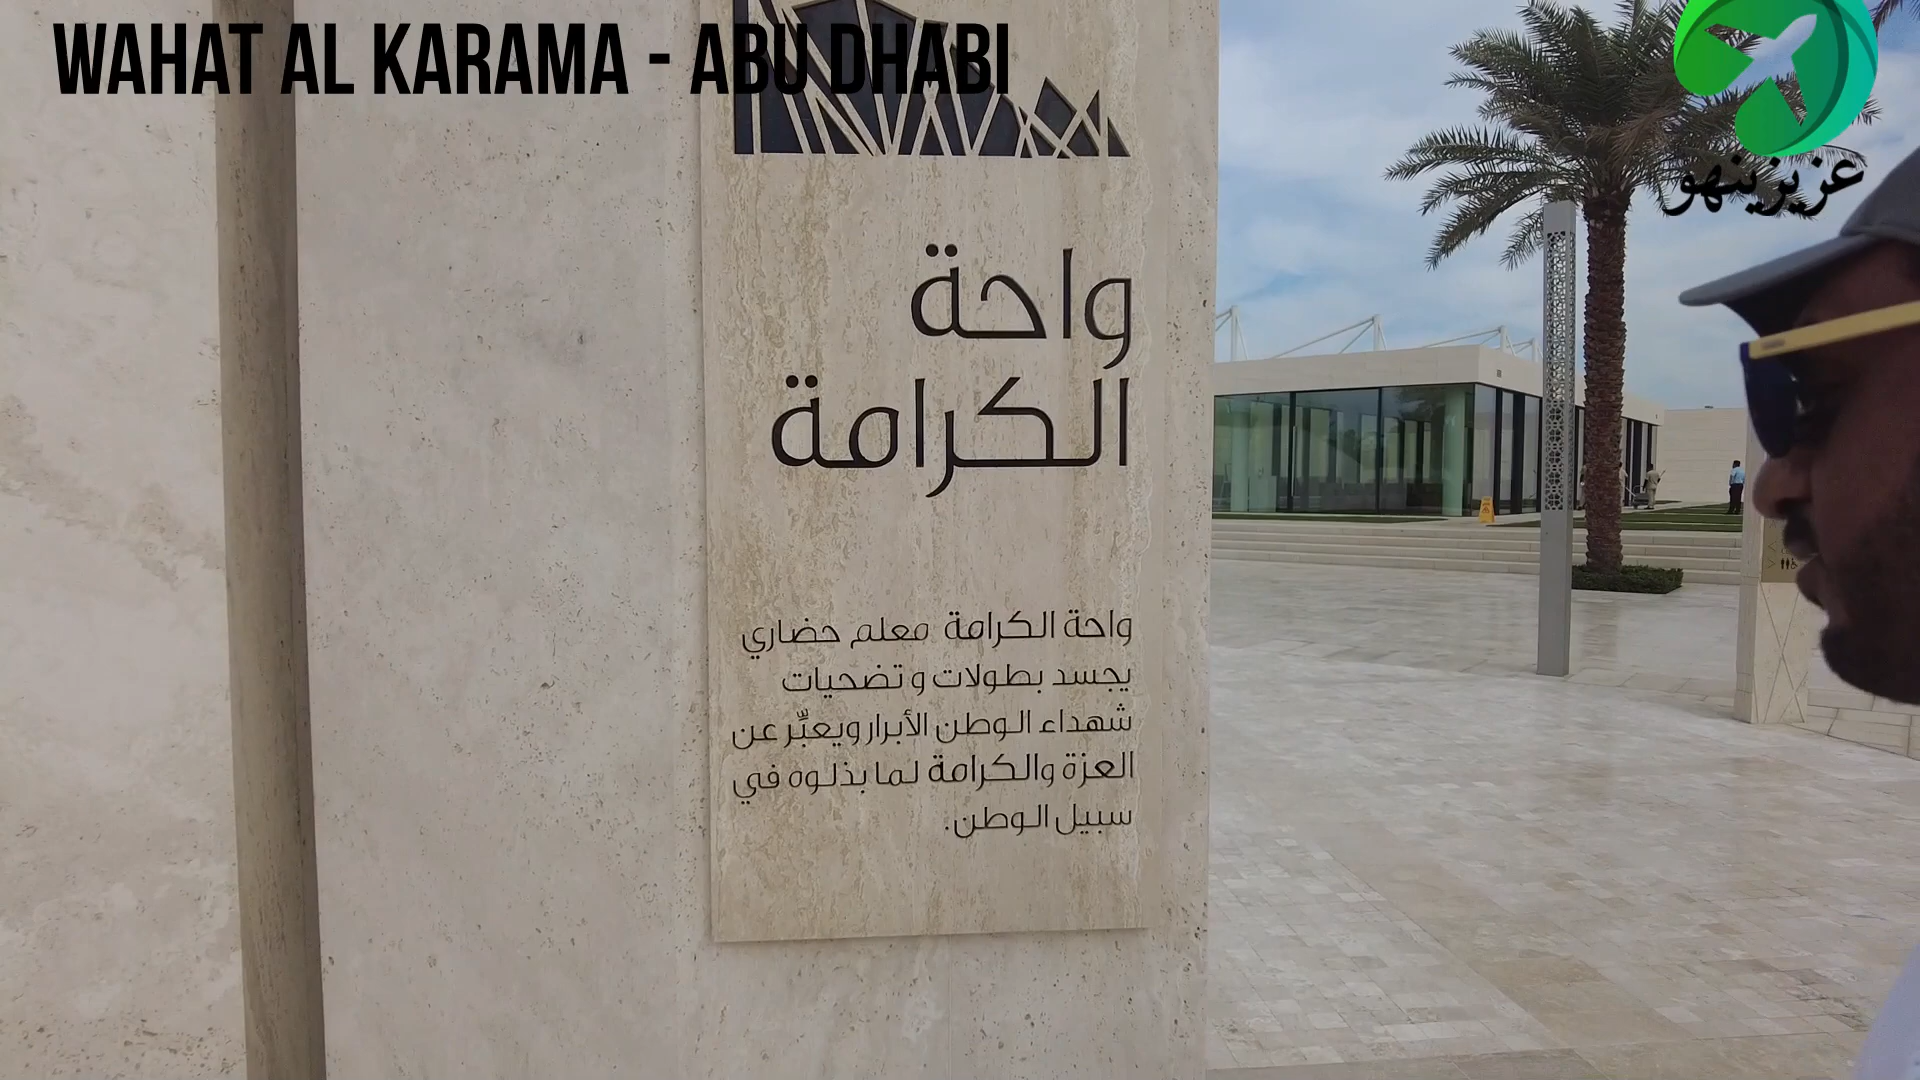 WAHAT AL KARAMA - ABU DHABI
عزيزينهو
واحة
الكرامة
واحة الكرامة معلم حضاري
يجسد بطولات و تضحيات
شهداء الوطن الأبرار ويعبِّر عن
العزة والكرامة لما بذلوه في
سبيل الوطن.